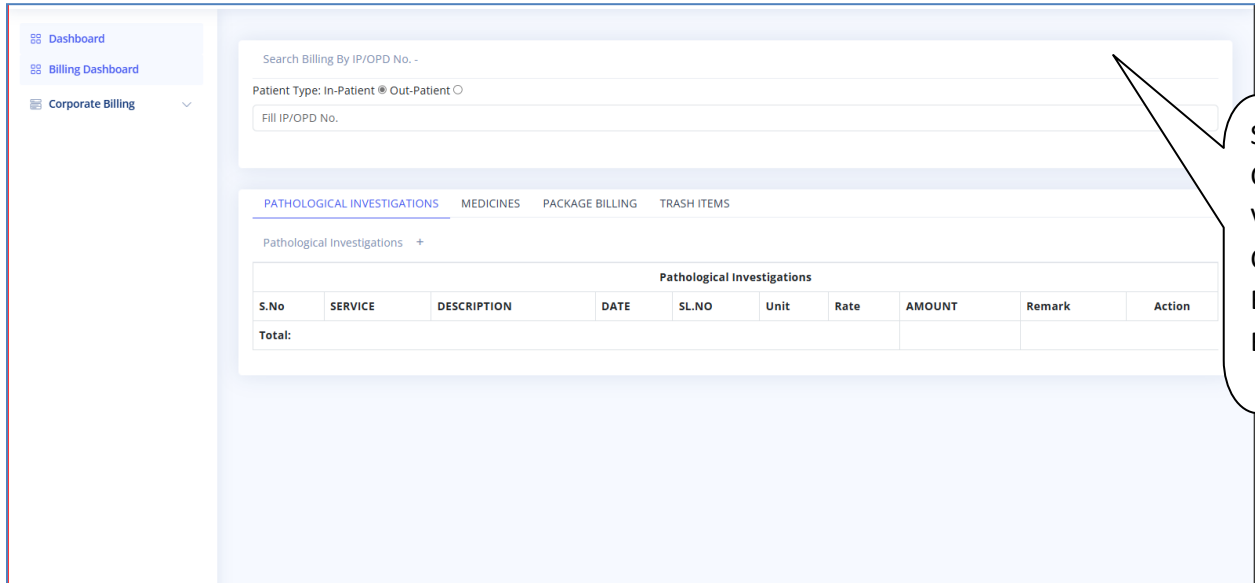 Dashboard
Billing Dashboard
Corporate Billing
Search Billing By IP/OPD No. -
Patient Type: In-Patient Out-Patient
Fill IP/OPD No.
PATHOLOGICAL INVESTIGATIONS MEDICINES PACKAGE BILLING TRASH ITEMS
Pathological Investigations +
Pathological Investigations
S.No SERVICE DESCRIPTION DATE SL.NO Unit Rate AMOUNT Remark Action
Total: